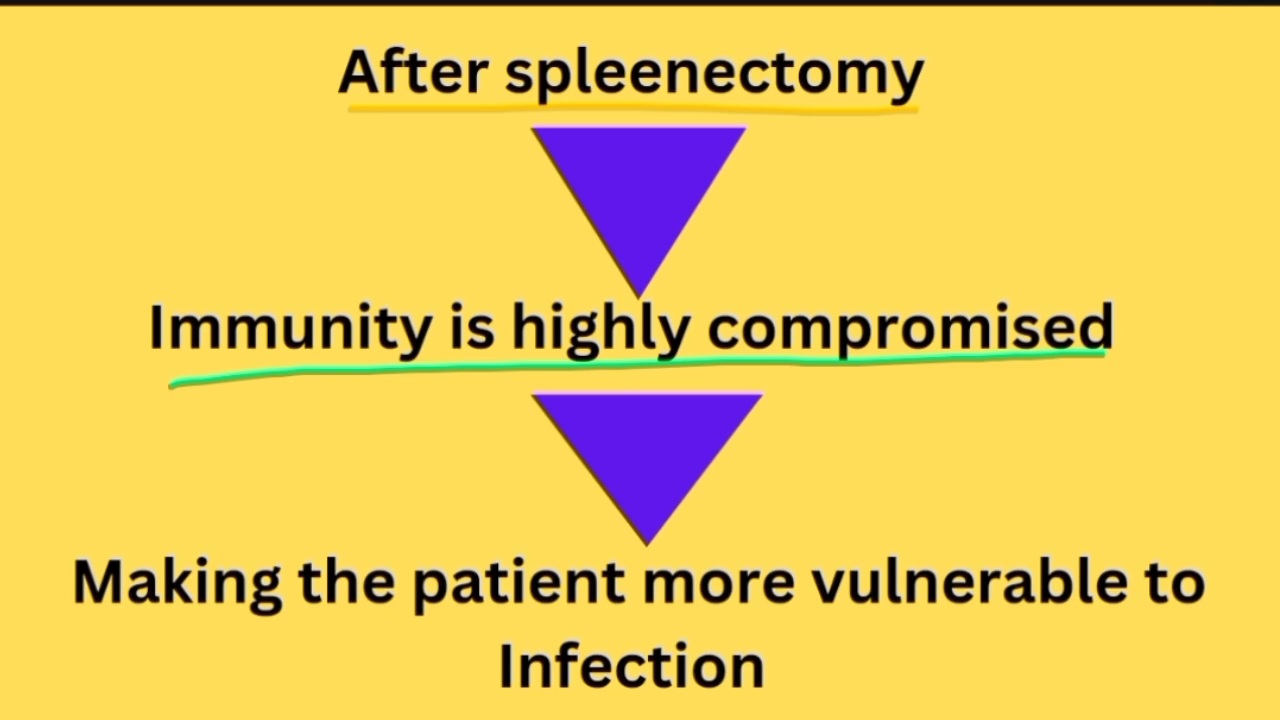 After spleenectomy
Immunity is highly compromised
Making the patient more vulnerable to
Infection